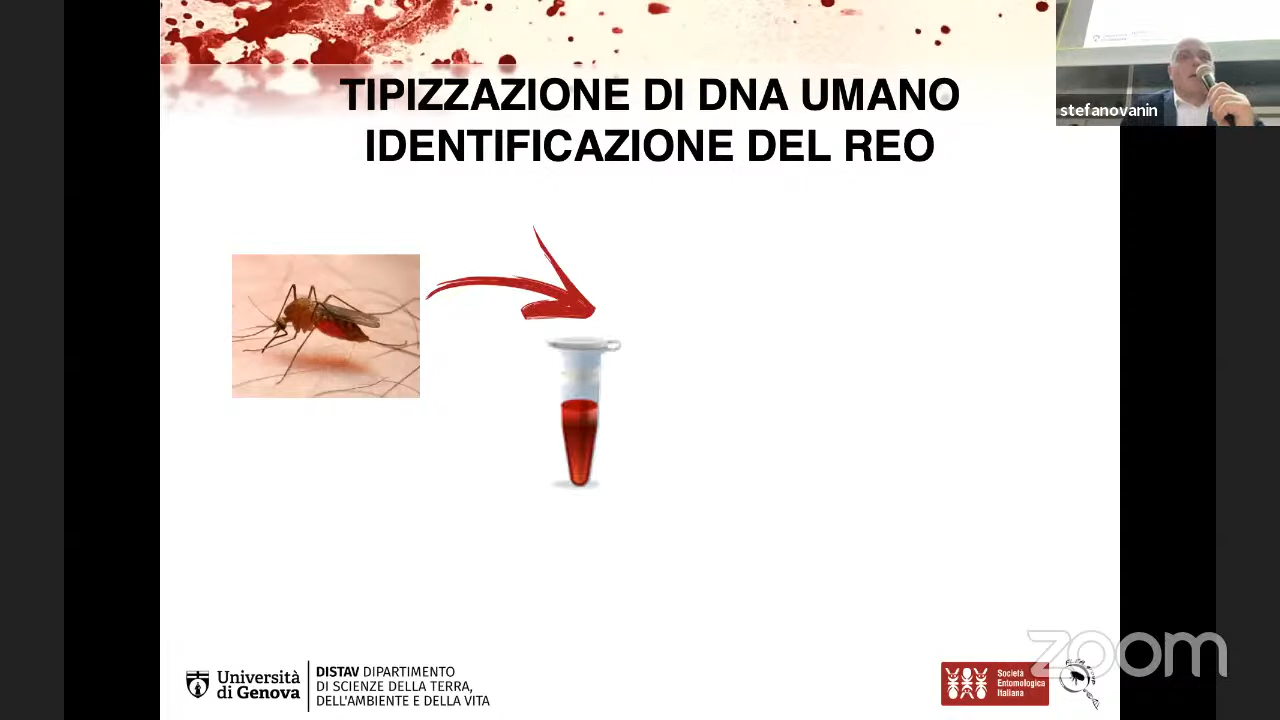 TIPIZZAZIONE DI DNA UMANO
IDENTIFICAZIONE DEL REO
stefanovanin
Università
di Genova
DISTAV DIPARTIMENTO
DI SCIENZE DELLA TERRA,
DELL'AMBIENTE E DELLA VITA
Società
Entomologica
Italiana
zoom